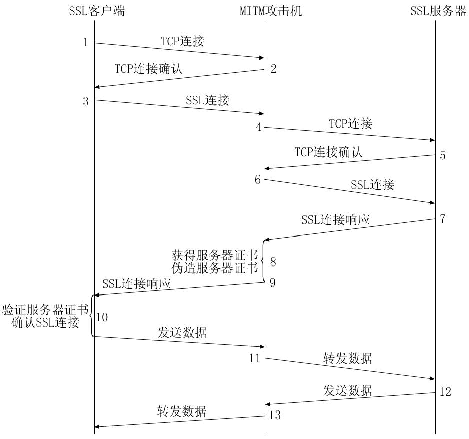 SSL客户端 MITM攻击机 SSL服务器
1 TCP连接
TCP连接确认 2
3 SSL连接
4 TCP连接
TCP连接确认 5
6 SSL连接
SSL连接响应 7
获得服务器证书
伪造服务器证书 8
SSL连接响应 9
验证服务器证书
确认SSL连接 10
发送数据
11 转发数据
发送数据 12
转发数据 13